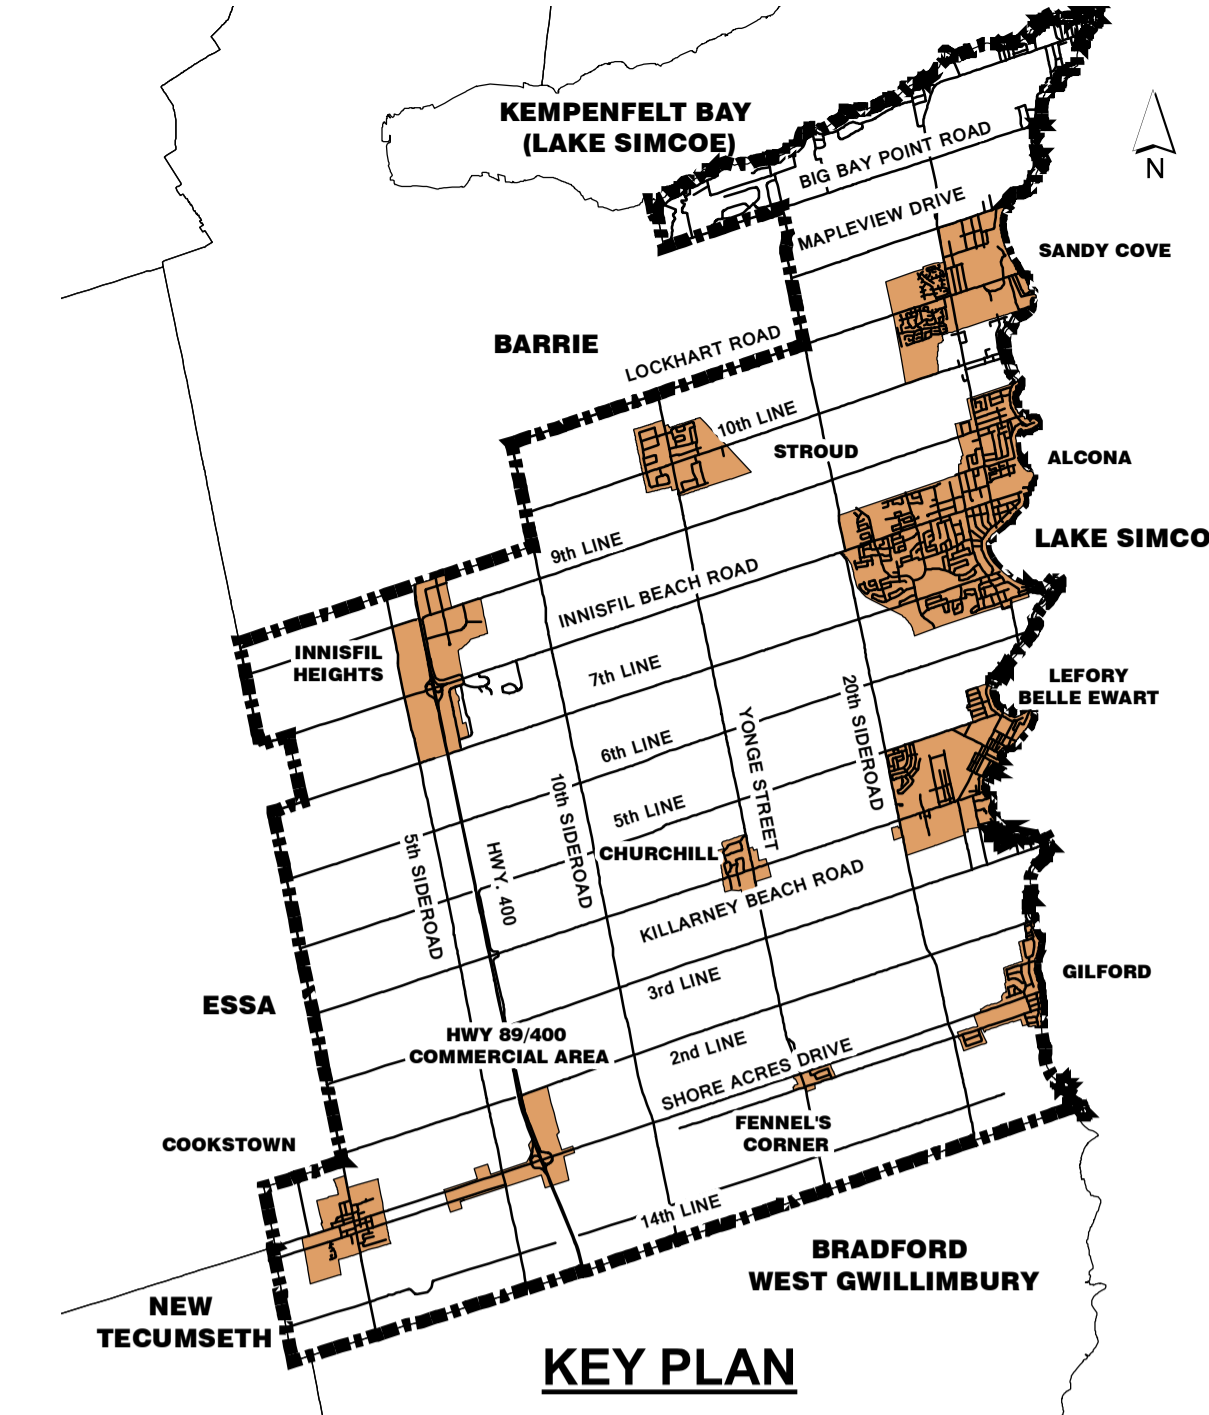 KEMPENFELT BAY
(LAKE SIMCOE)
BIG BAY POINT ROAD
N
MAPLEVIEW DRIVE
SANDY COVE
BARRIE
LOCKHART ROAD
10th LINE
STROUD
ALCONA
9th LINE
LAKE SIMCO
INNISFIL BEACH ROAD
INNISFIL
HEIGHTS
7th LINE
LEFORY
BELLE EWART
20th SIDEROAD
YONGE STREET
6th LINE
10th SIDEROAD
5th LINE
5th SIDEROAD
HWY. 400
CHURCHILL
KILLARNEY BEACH ROAD
GILFORD
3rd LINE
ESSA
HWY 89/400
COMMERCIAL AREA
2nd LINE
SHORE ACRES DRIVE
COOKSTOWN
FENNEL'S
CORNER
14th LINE
BRADFORD
WEST GWILLIMBURY
NEW
TECUMSETH
KEY PLAN